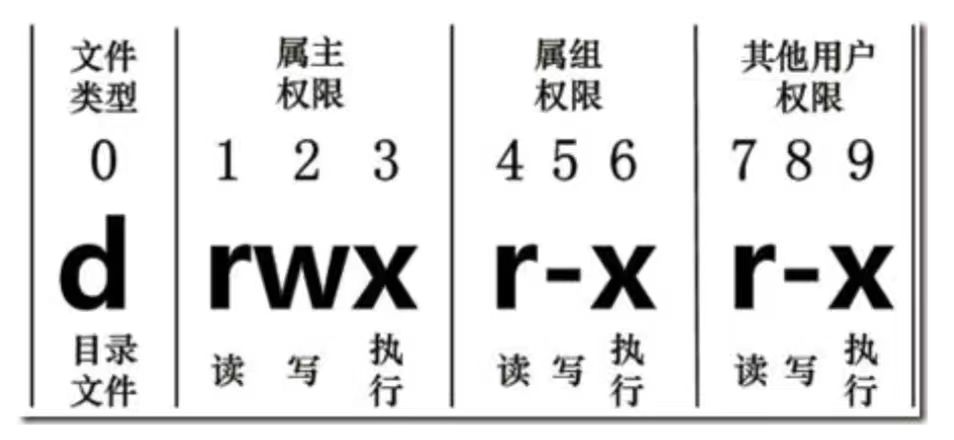 文件
类型
属主
权限
属组
权限
其他用户
权限
0
1 2 3
4 5 6
7 8 9
d
rwx
r-x
r-x
目录
文件
读 写 执行
读 写 执行
读 写 执行